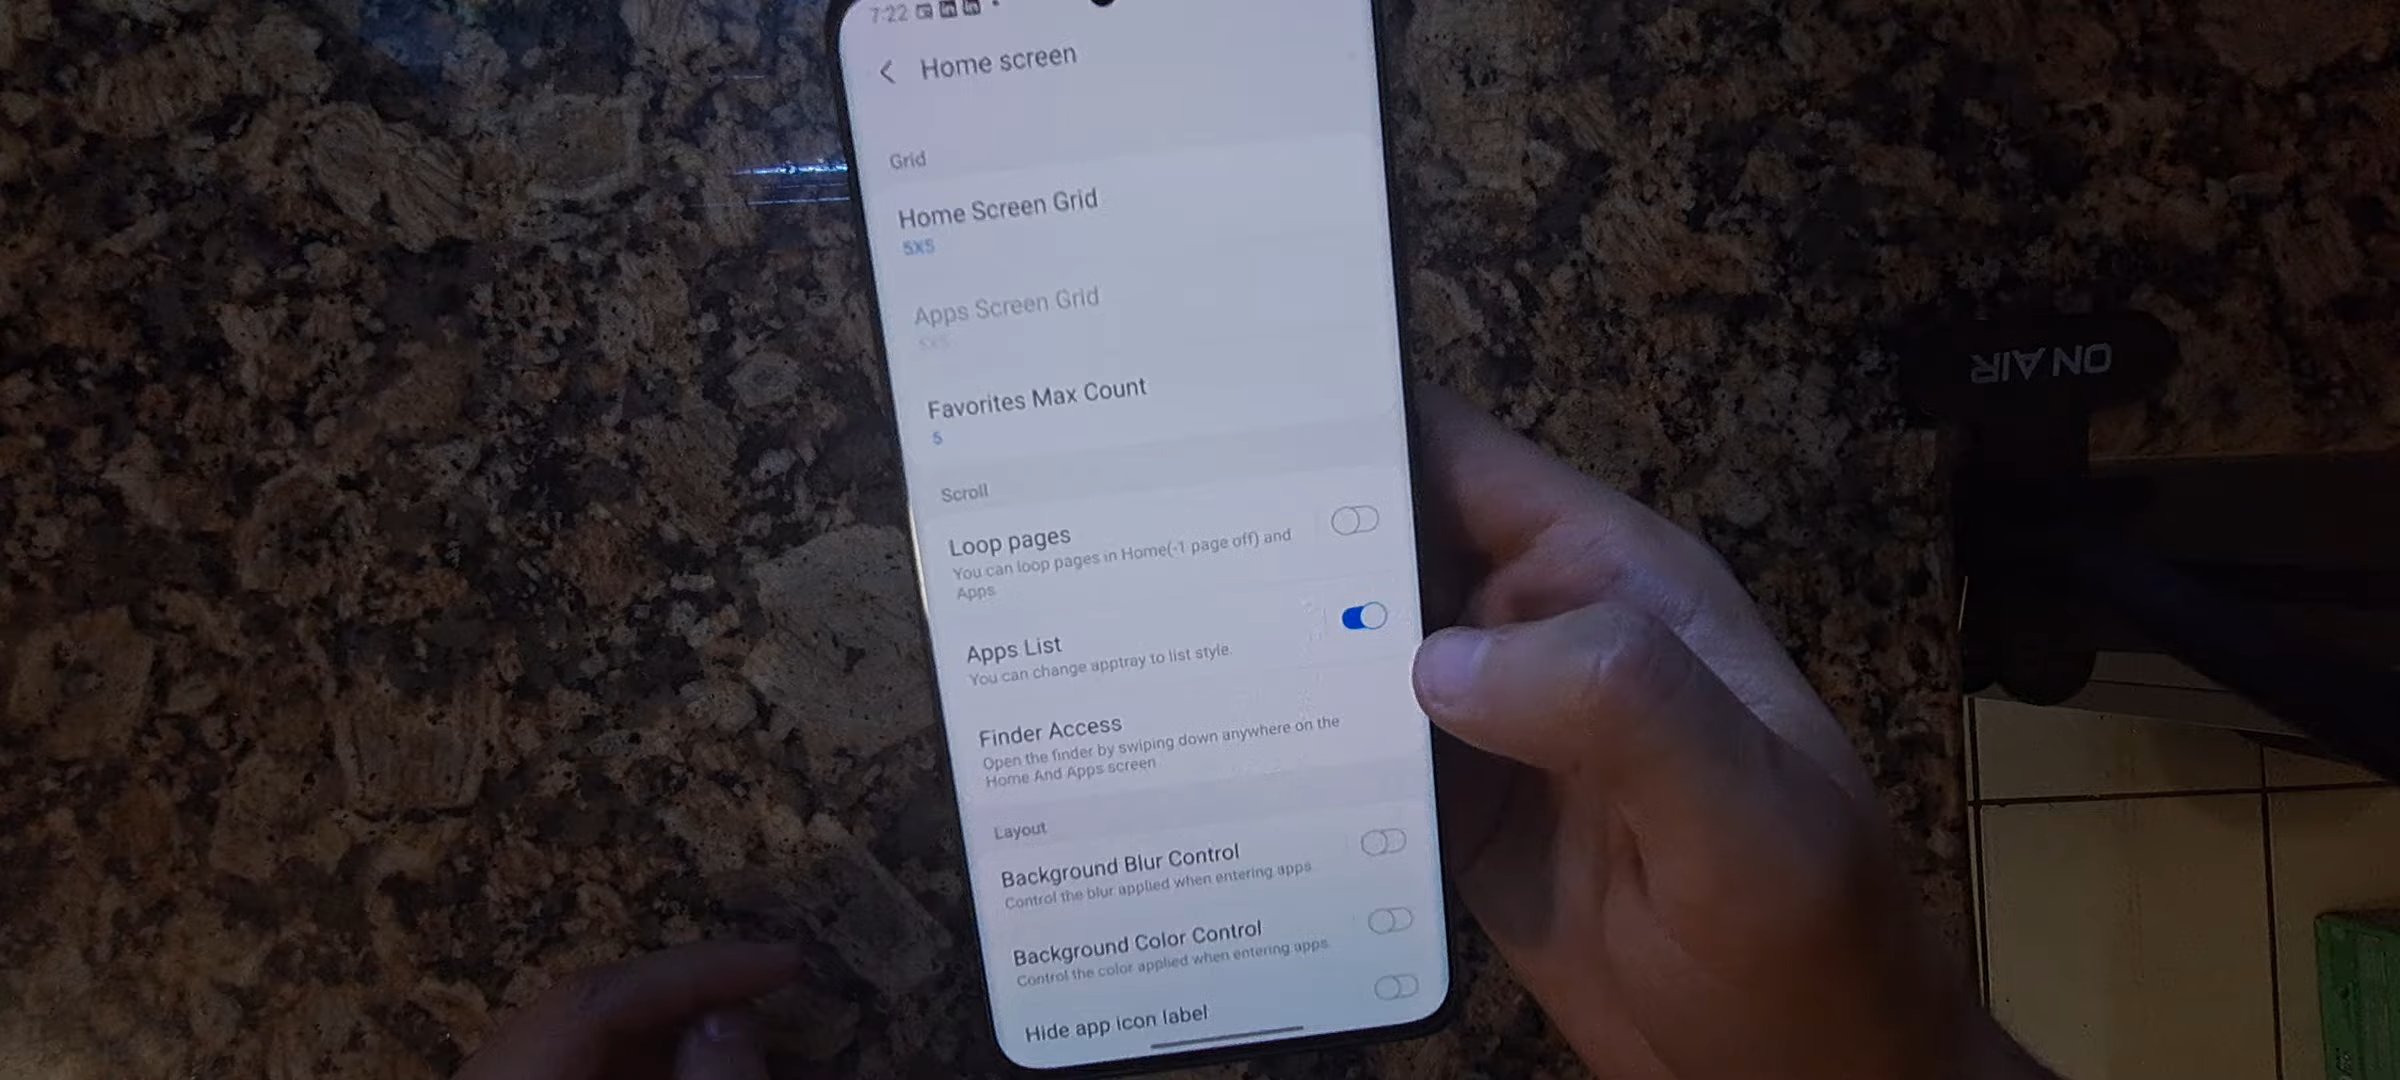 7:22
Home screen
Grid
Home Screen Grid
5X5
Apps Screen Grid
Favorites Max Count
5
Scroll
Loop pages
You can loop pages in Home(-1 page off) and
Apps
Apps List
You can change apptray to list style.
Finder Access
Open the finder by swiping down anywhere on the
Home And Apps screen
Layout
Background Blur Control
Control the blur applied when entering apps
Background Color Control
Control the color applied when entering apps
Hide app icon label
ON AIR